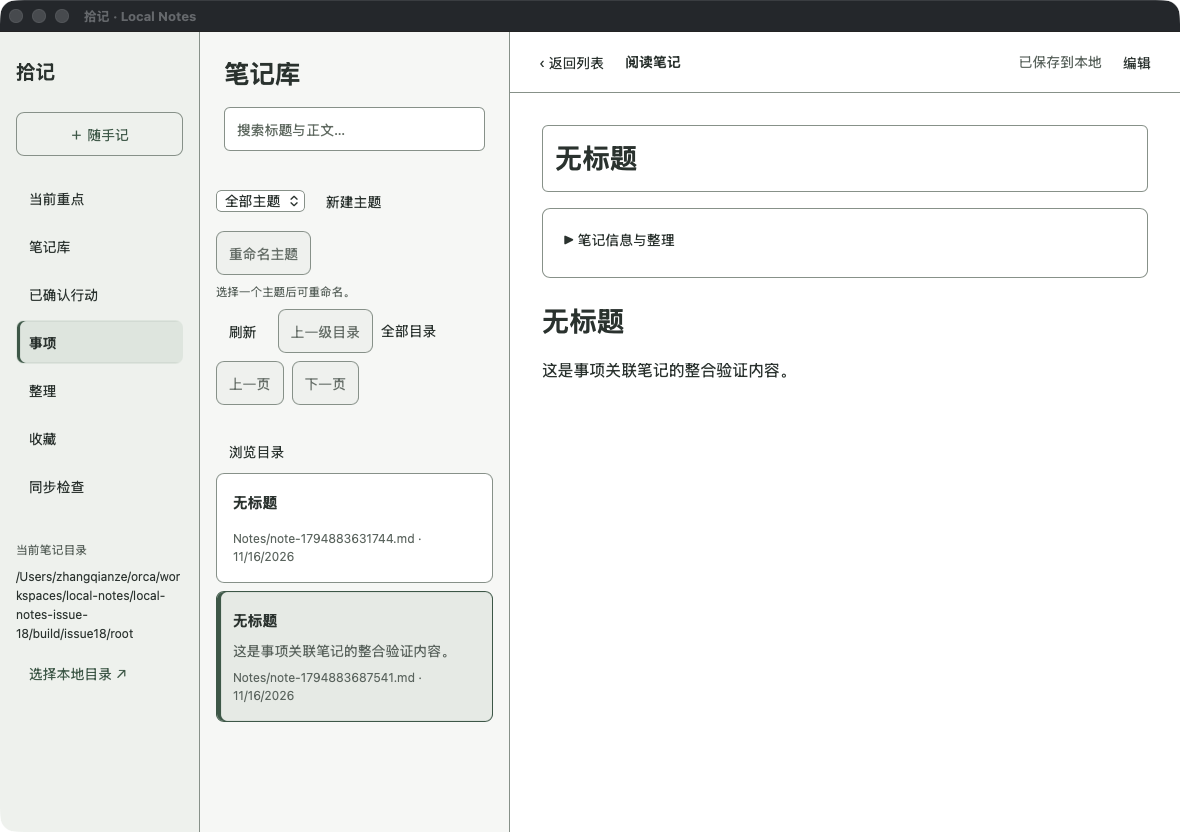 拾记 · Local Notes
拾记
+ 随手记
当前重点
笔记库
已确认行动
事项
整理
收藏
同步检查
当前笔记目录
/Users/zhangqianze/orca/wor
kspaces/local-notes/local-
notes-issue-
18/build/issue18/root
选择本地目录 ↗
笔记库
搜索标题与正文...
全部主题
新建主题
重命名主题
选择一个主题后可重命名。
刷新
上一级目录
全部目录
上一页
下一页
浏览目录
无标题
Notes/note-1794883631744.md ·
11/16/2026
无标题
这是事项关联笔记的整合验证内容。
Notes/note-1794883687541.md ·
11/16/2026
‹ 返回列表
阅读笔记
已保存到本地
编辑
无标题
▶ 笔记信息与整理
无标题
这是事项关联笔记的整合验证内容。